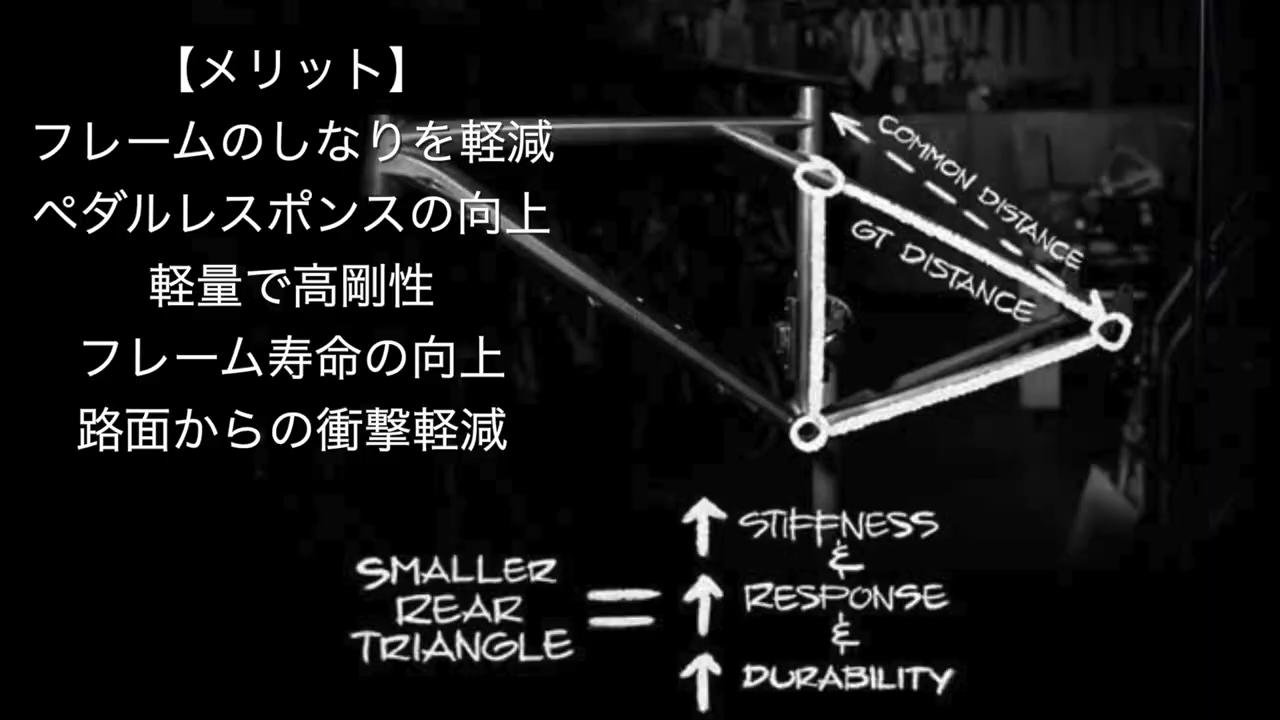 【メリット】
フレームのしなりを軽減
ペダルレスポンスの向上
軽量で高剛性
フレーム寿命の向上
路面からの衝撃軽減
COMMON DISTANCE
GT DISTANCE
SMALLER
REAR
TRIANGLE
=
↑ STIFFNESS
&
↑ RESPONSE
&
↑ DURABILITY